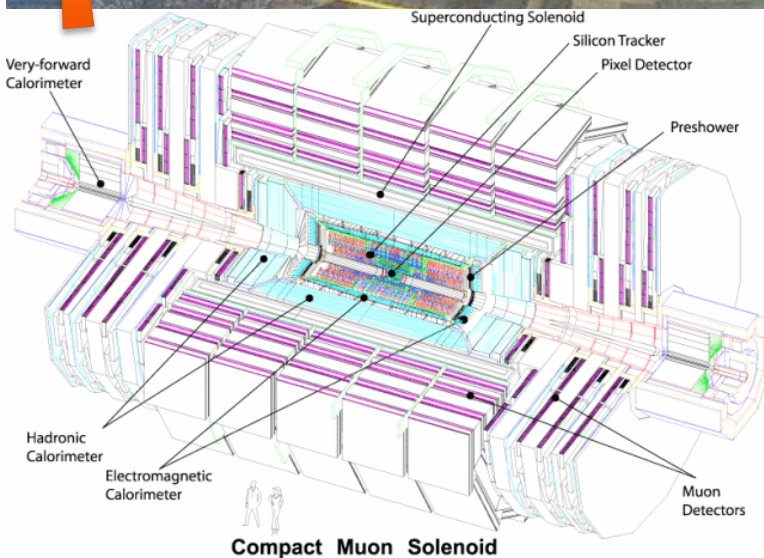 Superconducting Solenoid
Silicon Tracker
Pixel Detector
Very-forward
Calorimeter
Preshower
Hadronic
Calorimeter
Electromagnetic
Calorimeter
Muon
Detectors
Compact Muon Solenoid